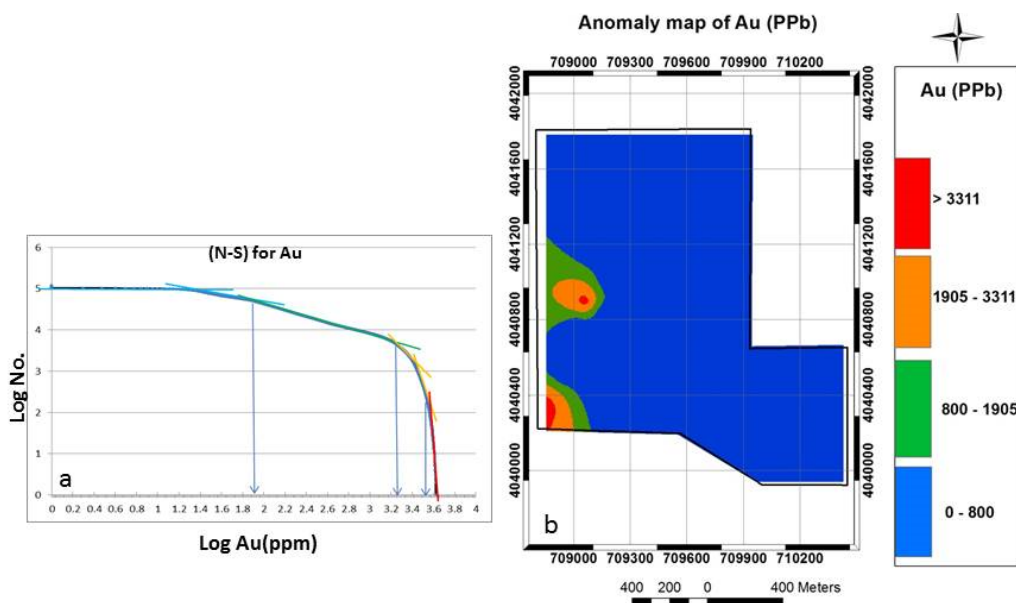 (N-S) for Au
6
5
4
3
2
1
0
0 0.2 0.4 0.6 0.8 1 1.2 1.4 1.6 1.8 2 2.2 2.4 2.6 2.8 3 3.2 3.4 3.6 3.8 4
Log No.
Log Au(ppm)
a
Anomaly map of Au (PPb)
709000 709300 709600 709900 710200
4042000
4041600
4041200
4040800
4040400
4040000
4042000
4041600
4041200
4040800
4040400
4040000
b
709000 709300 709600 709900 710200
400 200 0 400 Meters
Au (PPb)
> 3311
1905 - 3311
800 - 1905
0 - 800